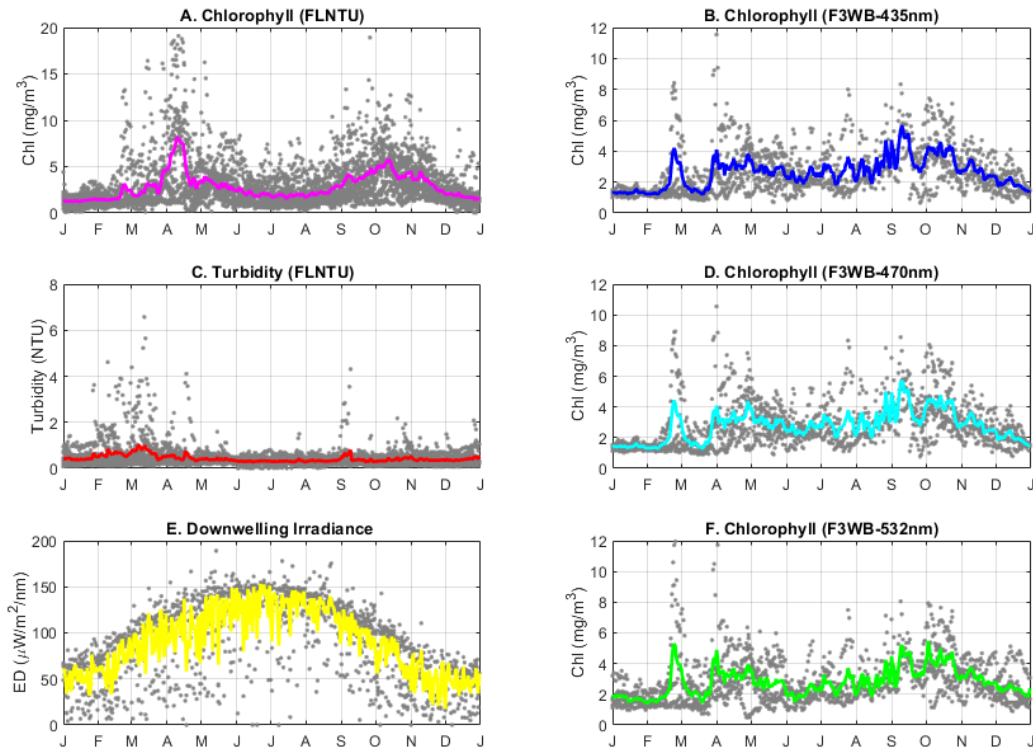 A. Chlorophyll (FLNTU)
Chl (mg/m³)
20
15
10
5
0
J F M A M J J A S O N D J
B. Chlorophyll (F3WB-435nm)
Chl (mg/m³)
12
10
8
6
4
2
0
J F M A M J J A S O N D J
C. Turbidity (FLNTU)
Turbidity (NTU)
8
6
4
2
0
J F M A M J J A S O N D J
D. Chlorophyll (F3WB-470nm)
Chl (mg/m³)
12
10
8
6
4
2
0
J F M A M J J A S O N D J
E. Downwelling Irradiance
ED (μW/m²/nm)
200
150
100
50
0
J F M A M J J A S O N D J
F. Chlorophyll (F3WB-532nm)
Chl (mg/m³)
12
10
8
6
4
2
0
J F M A M J J A S O N D J